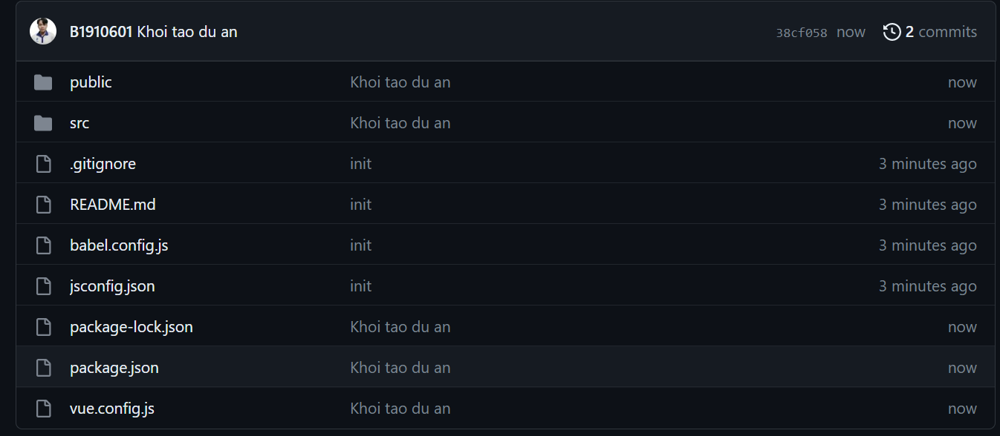 B1910601 Khoi tao du an 38cf058 now 2 commits
public Khoi tao du an now
src Khoi tao du an now
.gitignore init 3 minutes ago
README.md init 3 minutes ago
babel.config.js init 3 minutes ago
jsconfig.json init 3 minutes ago
package-lock.json Khoi tao du an now
package.json Khoi tao du an now
vue.config.js Khoi tao du an now